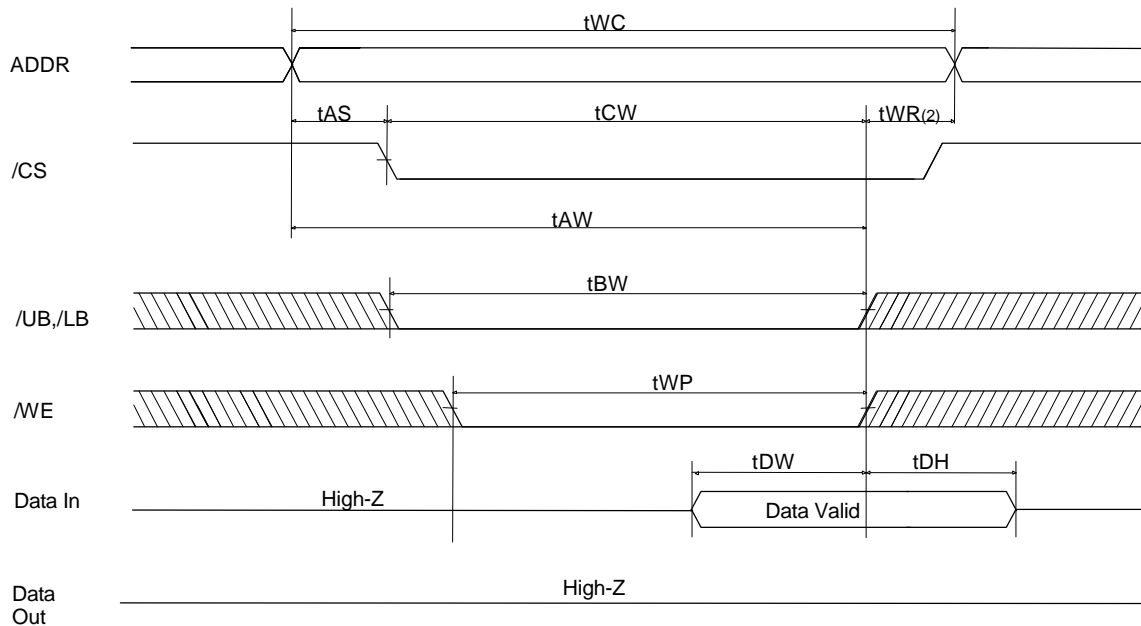 tWC
ADDR
tAS tCW tWR(2)
/CS
tAW
tBW
/UB,/LB
tWP
/WE
tDW tDH
Data In High-Z Data Valid
Data Out High-Z